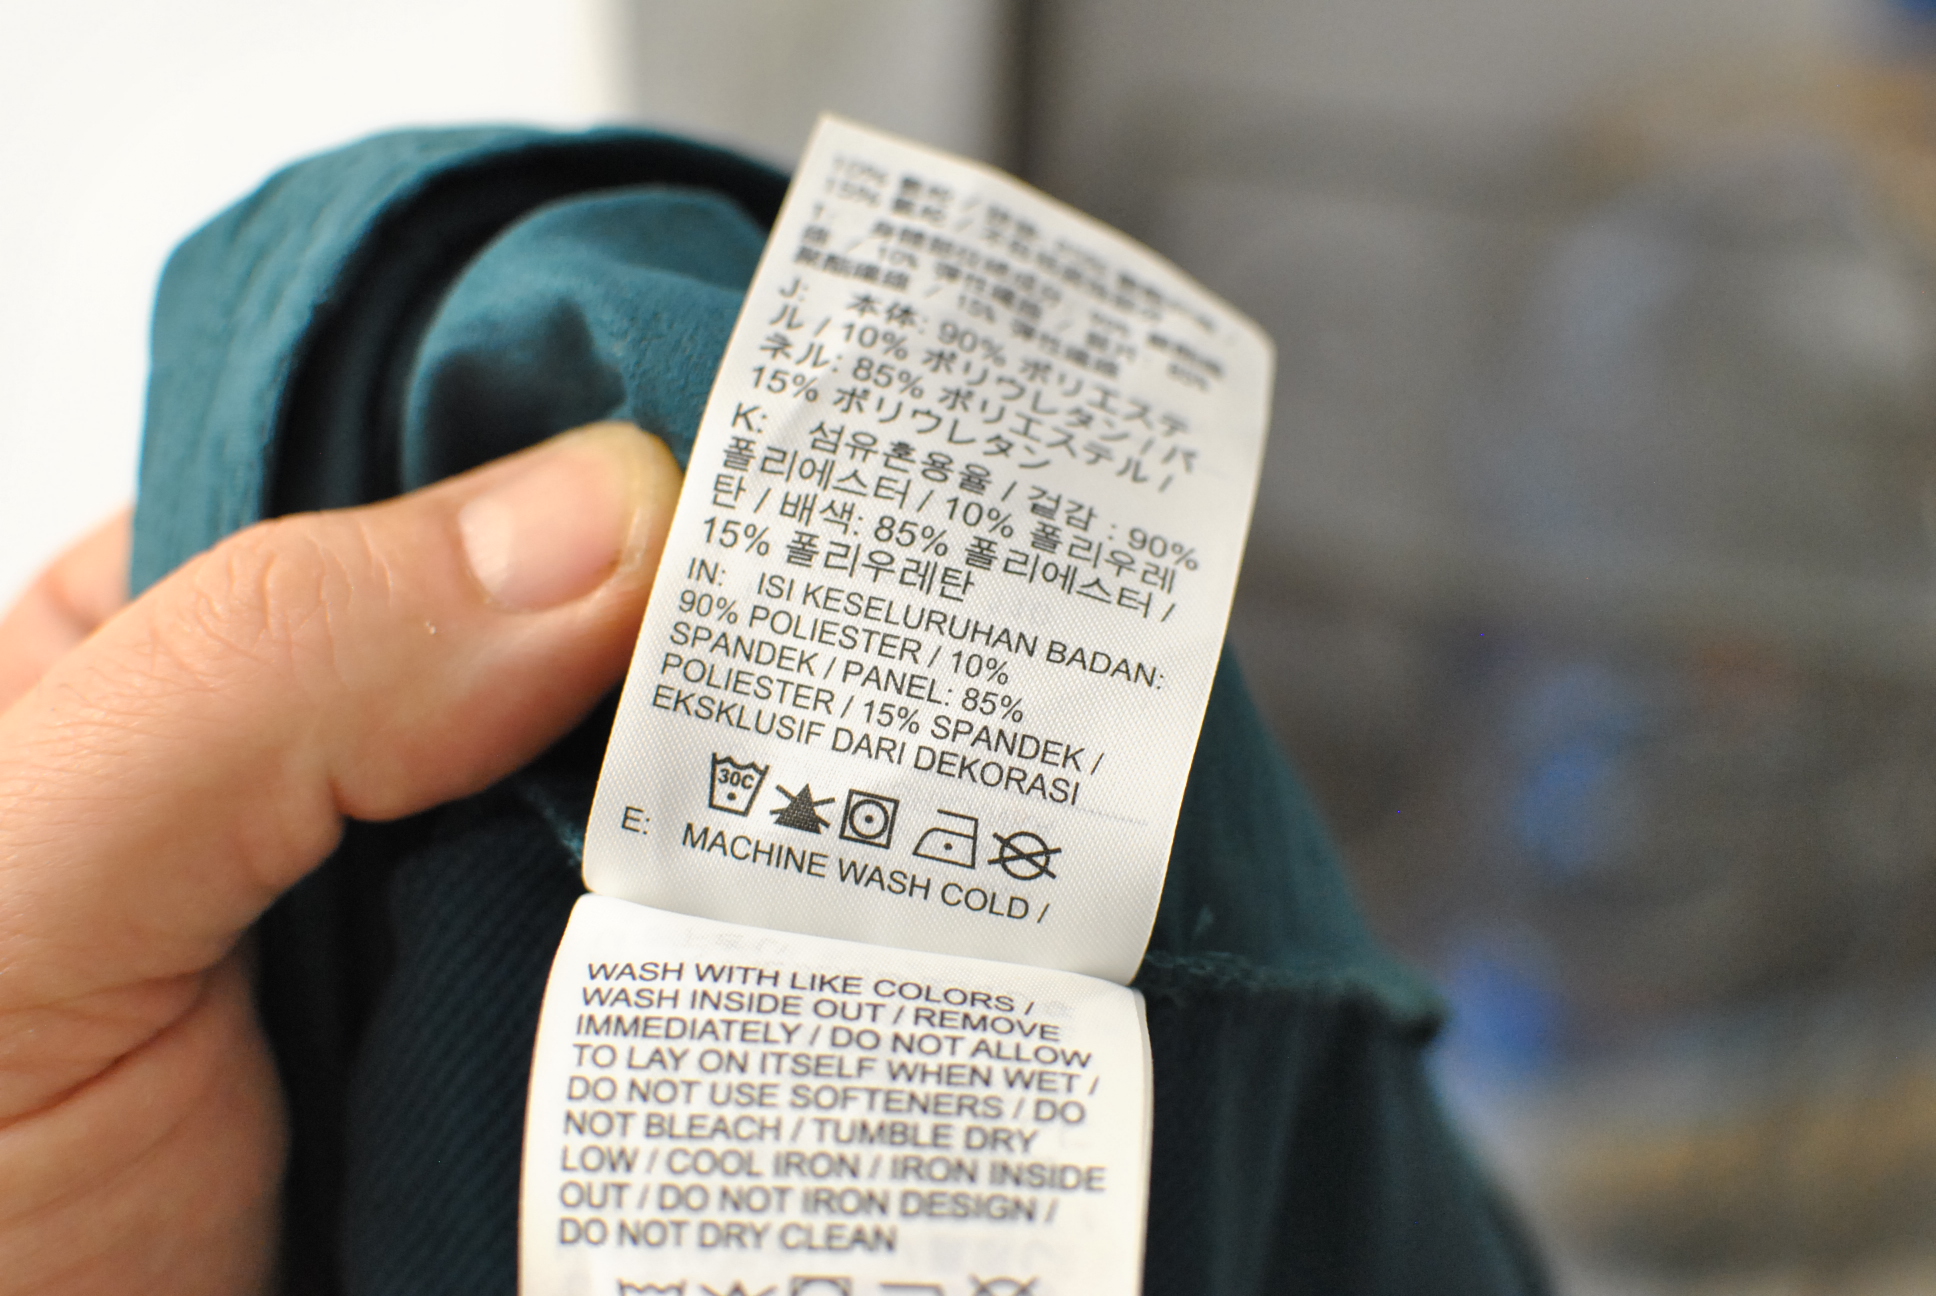 J: 本体: 90% ポリエステ
ル / 10% ポリウレタン / パ
ネル: 85% ポリエステル /
15% ポリウレタン
K: 섬유혼용율 / 겉감 : 90%
폴리에스터 / 10% 폴리우레
탄 / 배색: 85% 폴리에스터 /
15% 폴리우레탄
IN: ISI KESELURUHAN BADAN:
90% POLIESTER / 10%
SPANDEK / PANEL: 85%
POLIESTER / 15% SPANDEK /
EKSKLUSIF DARI DEKORASI
30C
E: MACHINE WASH COLD /
WASH WITH LIKE COLORS /
WASH INSIDE OUT / REMOVE
IMMEDIATELY / DO NOT ALLOW
TO LAY ON ITSELF WHEN WET /
DO NOT USE SOFTENERS / DO
NOT BLEACH / TUMBLE DRY
LOW / COOL IRON / IRON INSIDE
OUT / DO NOT IRON DESIGN /
DO NOT DRY CLEAN